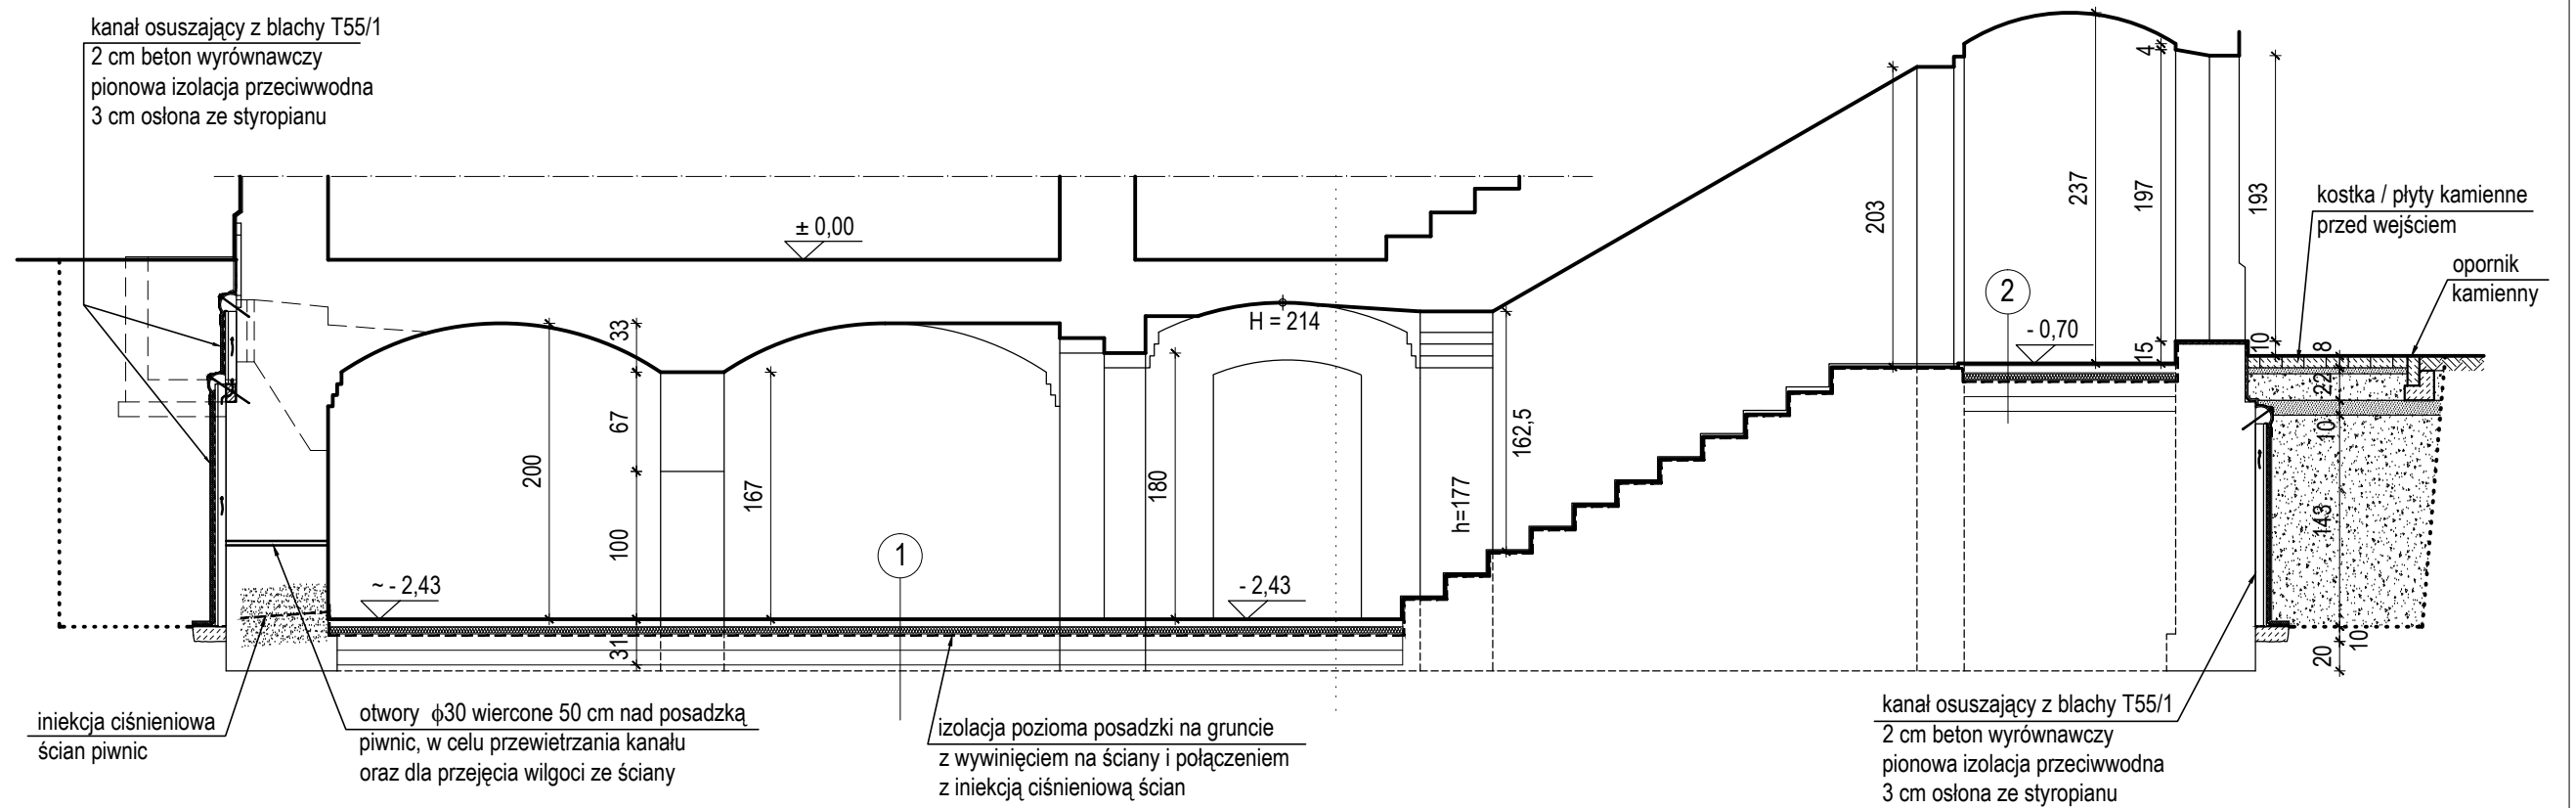 kanał osuszający z blachy T55/1
2 cm beton wyrównawczy
pionowa izolacja przeciwwodna
3 cm osłona ze styropianu
± 0,00
H = 214
33
67
100
31
200
167
180
h=177
162,5
~ - 2,43
- 2,43
1
2
- 0,70
203
237
4
197
15
193
10
8
22
10
143
10
20
kostka / płyty kamienne
przed wejściem
opornik
kamienny
iniekcja ciśnieniowa
ścian piwnic
otwory ϕ30 wiercone 50 cm nad posadzką
piwnic, w celu przewietrzania kanału
oraz dla przejęcia wilgoci ze ściany
izolacja pozioma posadzki na gruncie
z wywinięciem na ściany i połączeniem
z iniekcją ciśnieniową ścian
kanał osuszający z blachy T55/1
2 cm beton wyrównawczy
pionowa izolacja przeciwwodna
3 cm osłona ze styropianu